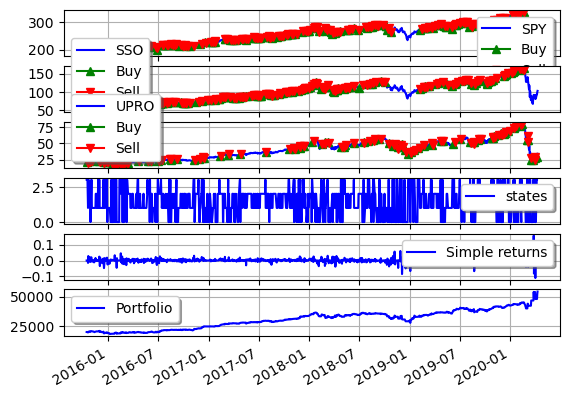 300
200
SPY
Buy
SSO
Buy
Sell
150
100
50
UPRO
Buy
Sell
75
50
25
2.5
0.0
states
0.1
0.0
−0.1
Simple returns
50000
25000
Portfolio
2016-01
2016-07
2017-01
2017-07
2018-01
2018-07
2019-01
2019-07
2020-01